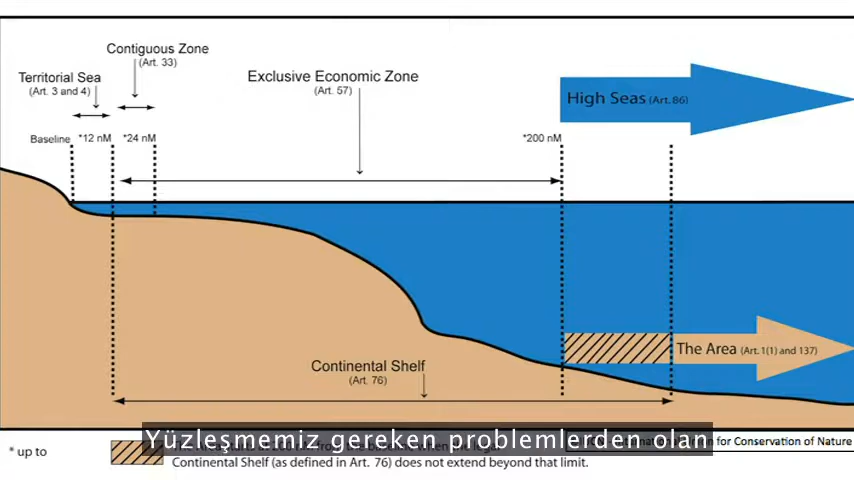 Contiguous Zone
(Art. 33)
Territorial Sea
(Art. 3 and 4)
Exclusive Economic Zone
(Art. 57)
High Seas (Art. 86)
Baseline *12 nM *24 nM *200 nM
The Area (Art. 1(1) and 137)
Continental Shelf
(Art. 76)
Yüzleşmemiz gereken problemlerden olan
for Conservation of Nature
* up to
Continental Shelf (as defined in Art. 76) does not extend beyond that limit.